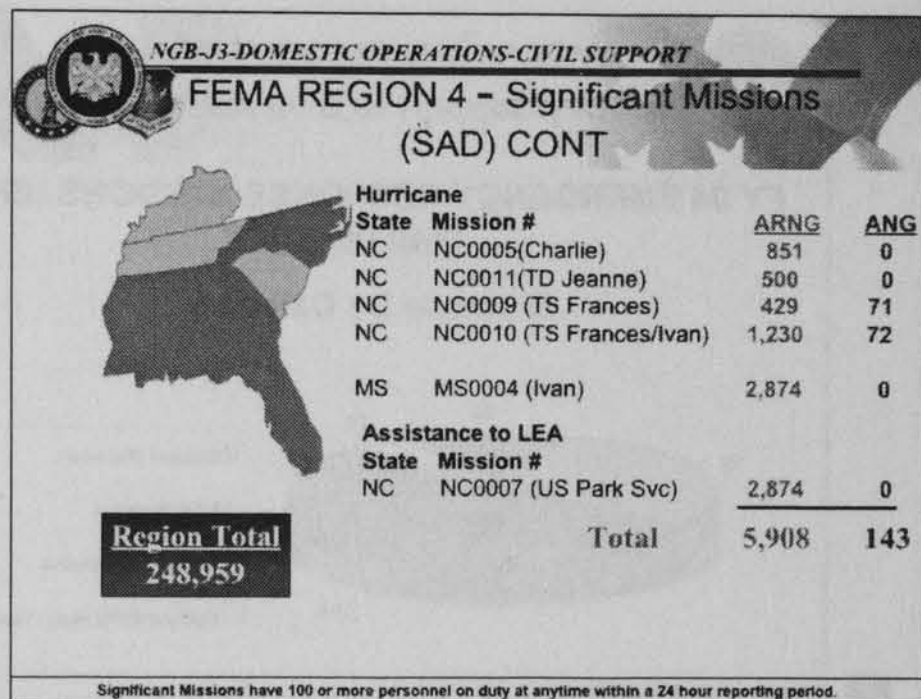 NGB-J3-DOMESTIC OPERATIONS-CIVIL SUPPORT
FEMA REGION 4 – Significant Missions
(SAD) CONT
Hurricane
State Mission # ARNG ANG
NC NC0005(Charlie) 851 0
NC NC0011(TD Jeanne) 500 0
NC NC0009 (TS Frances) 429 71
NC NC0010 (TS Frances/Ivan) 1,230 72
MS MS0004 (Ivan) 2,874 0
Assistance to LEA
State Mission #
NC NC0007 (US Park Svc) 2,874 0
Total 5,908 143
Region Total
248,959
Significant Missions have 100 or more personnel on duty at anytime within a 24 hour reporting period.